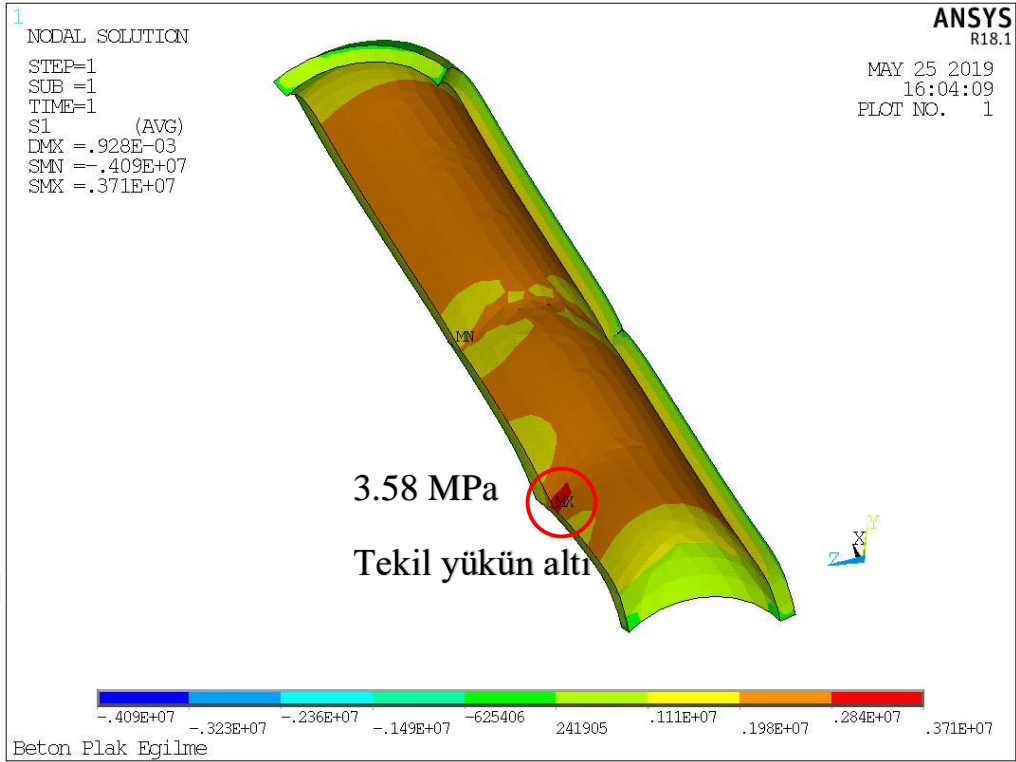 1
NODAL SOLUTION
STEP=1
SUB =1
TIME=1
S1 (AVG)
DMX =.928E-03
SMN =-.409E+07
SMX =.371E+07
ANSYS
R18.1
MAY 25 2019
16:04:09
PLOT NO. 1
MN
3.58 MPa
MX
Tekil yükün altı
Y
X
Z
-.409E+07
-.323E+07
-.236E+07
-.149E+07
-625406
241905
.111E+07
.198E+07
.284E+07
.371E+07
Beton Plak Egilme